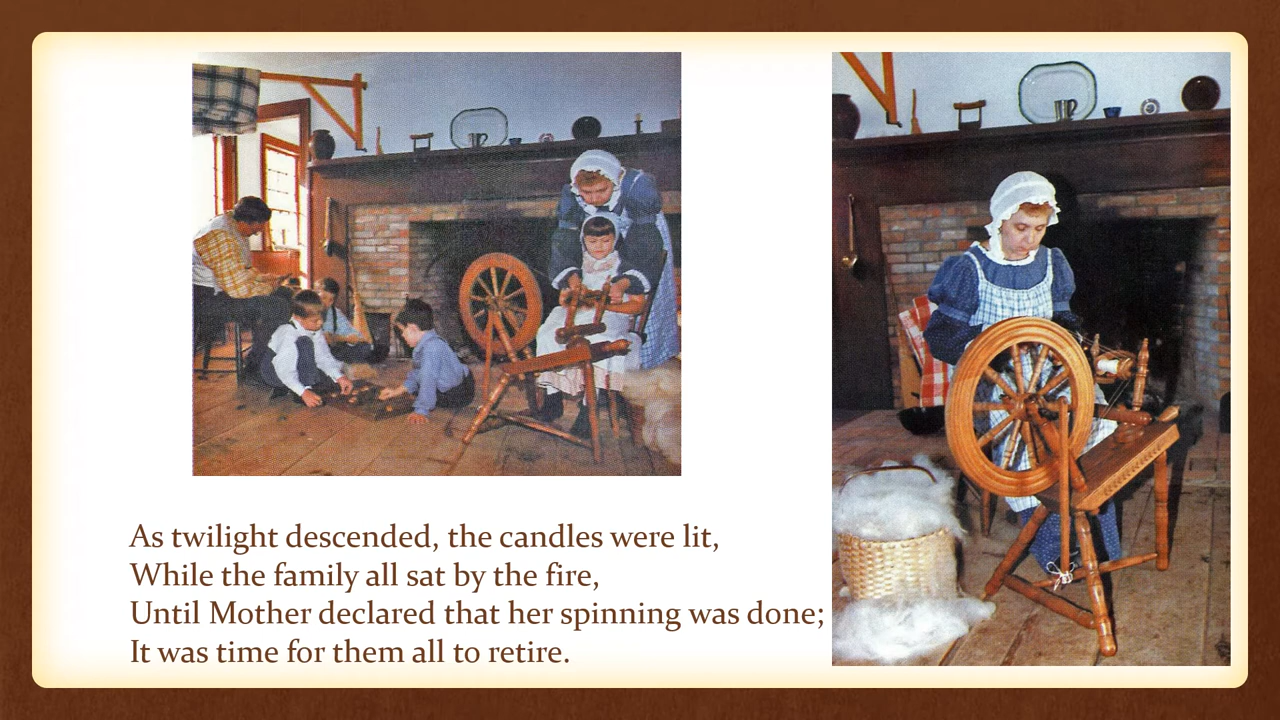 As twilight descended, the candles were lit,
While the family all sat by the fire,
Until Mother declared that her spinning was done;
It was time for them all to retire.